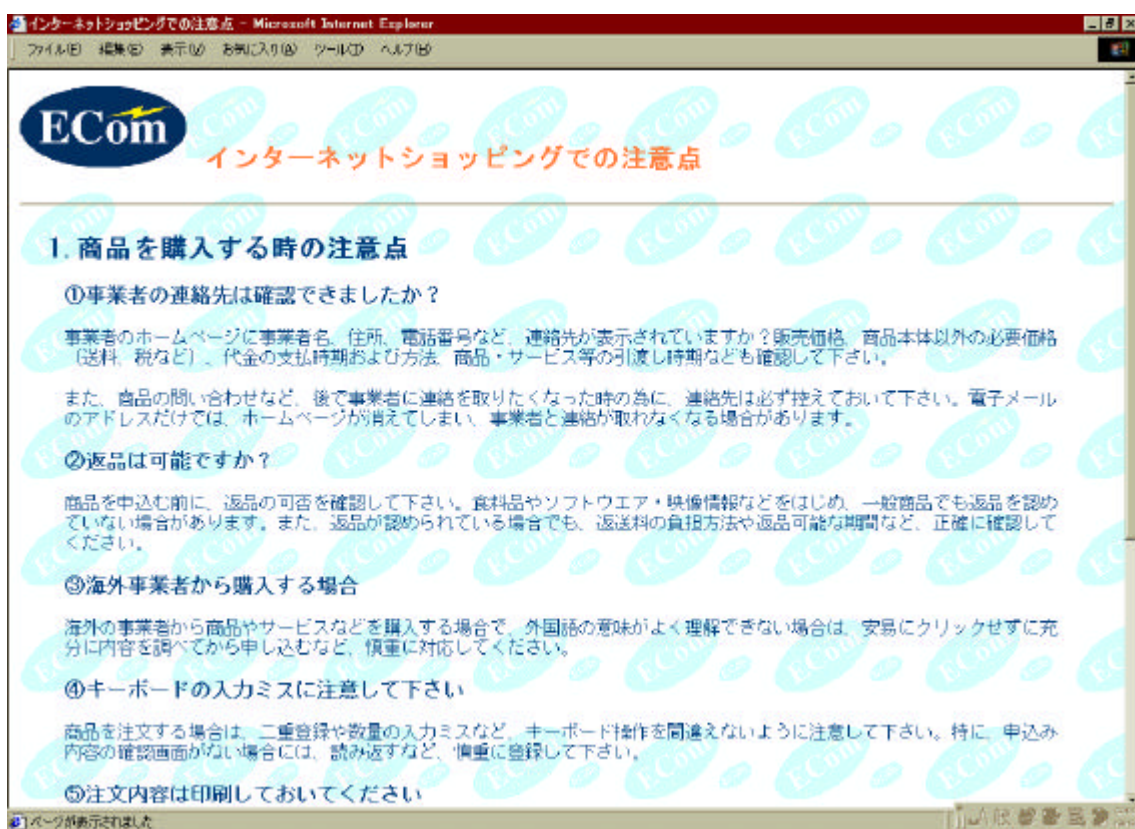 インターネットショッピングでの注意点 - Microsoft Internet Explorer
ファイル(F) 編集(E) 表示(V) お気に入り(A) ツール(T) ヘルプ(H)
ECom
インターネットショッピングでの注意点
1. 商品を購入する時の注意点
①事業者の連絡先は確認できましたか？
事業者のホームページに事業者名、住所、電話番号など、連絡先が表示されていますか？販売価格、商品本体以外の必要価格
（送料、税など）、代金の支払時期および方法、商品・サービス等の引渡し時期なども確認して下さい。
また、商品の問い合わせなど、後で事業者に連絡を取りたくなった時の為に、連絡先は必ず控えておいて下さい。電子メール
のアドレスだけでは、ホームページが消えてしまい、事業者と連絡が取れなくなる場合があります。
②返品は可能ですか？
商品を申込む前に、返品の可否を確認して下さい。食料品やソフトウエア・映像情報などをはじめ、一般商品でも返品を認め
ていない場合があります。また、返品が認められている場合でも、返送料の負担方法や返品可能な期間など、正確に確認して
ください。
③海外事業者から購入する場合
海外の事業者から商品やサービスなどを購入する場合で、外国語の意味がよく理解できない場合は、安易にクリックせずに充
分に内容を調べてから申し込むなど、慎重に対応してください。
④キーボードの入力ミスに注意して下さい
商品を注文する場合は、二重登録や数量の入力ミスなど、キーボード操作を間違えないように注意して下さい。特に、申込み
内容の確認画面がない場合には、読み返すなど、慎重に登録して下さい。
⑤注文内容は印刷しておいてください
ページが表示されました